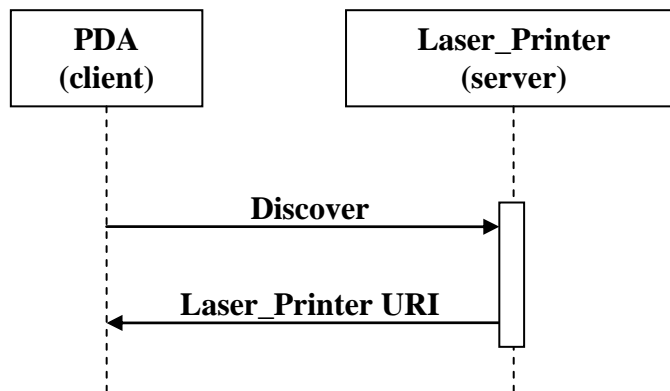 PDA
(client)
Laser_Printer
(server)
Discover
Laser_Printer URI